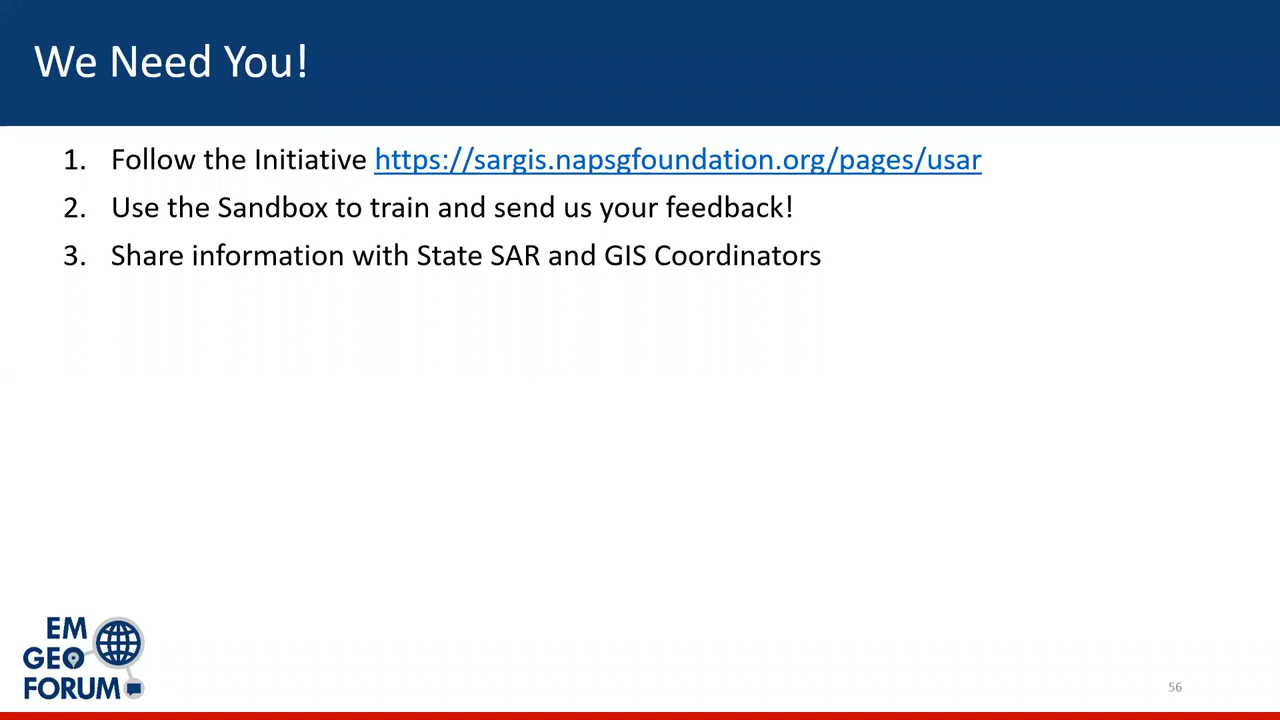 We Need You!
1. Follow the Initiative https://sargis.napsgfoundation.org/pages/usar
2. Use the Sandbox to train and send us your feedback!
3. Share information with State SAR and GIS Coordinators
EM
GEO
FORUM
56